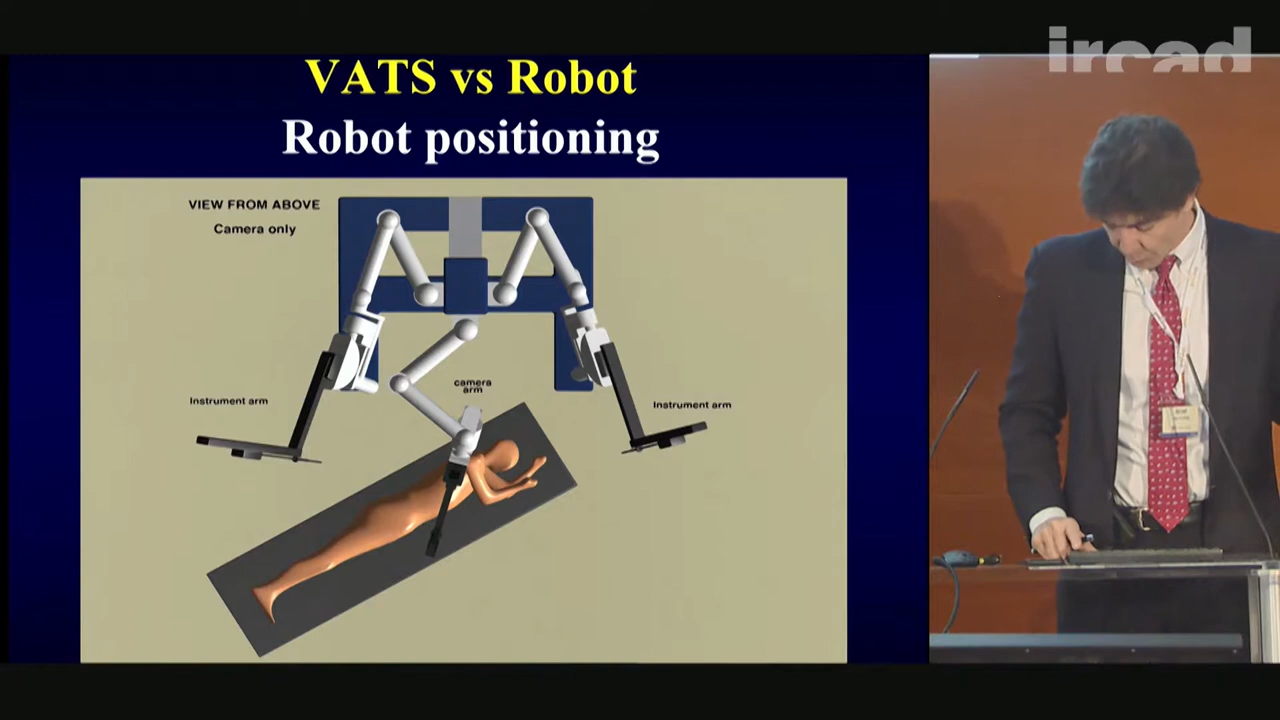 ircad
VATS vs Robot
Robot positioning
VIEW FROM ABOVE
Camera only
camera
arm
Instrument arm
Instrument arm